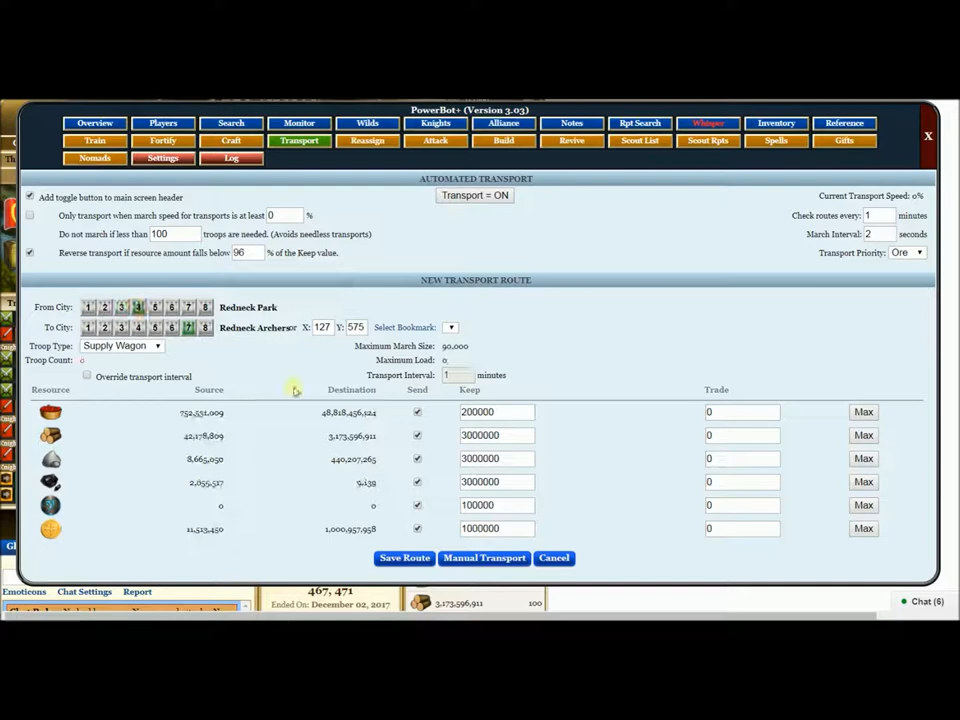 PowerBot+ (Version 3.03)
Overview Players Search Monitor Wilds Knights Alliance Notes Rpt Search Whisper Inventory Reference
X
Train Fortify Craft Transport Reassign Attack Build Revive Scout List Scout Rpts Spells Gifts
Nomads Settings Log
AUTOMATED TRANSPORT
Add toggle button to main screen header Transport = ON Current Transport Speed: 0%
Only transport when march speed for transports is at least 0 % Check routes every: 1 minutes
Do not march if less than 100 troops are needed. (Avoids needless transports) March Interval: 2 seconds
Reverse transport if resource amount falls below 96 % of the Keep value. Transport Priority: Ore
NEW TRANSPORT ROUTE
From City: 1 2 3 4 5 6 7 8 Redneck Park
To City: 1 2 3 4 5 6 7 8 Redneck Archers or X: 127 Y: 575 Select Bookmark:
Troop Type: Supply Wagon Maximum March Size: 90,000
Troop Count: 0 Maximum Load: 0
Override transport interval Transport Interval: 1 minutes
Resource Source Destination Send Keep Trade
752,531,009 48,818,456,124 200000 0 Max
42,178,809 3,173,596,911 3000000 0 Max
8,665,050 440,207,265 3000000 0 Max
9,138 3000000 0 Max
0 0 100000 0 Max
11,513,450 1,000,957,958 1000000 0 Max
Save Route Manual Transport Cancel
Emoticons Chat Settings Report
467, 471
Ended On: December 02, 2017
3,173,596,911 100
Chat (6)